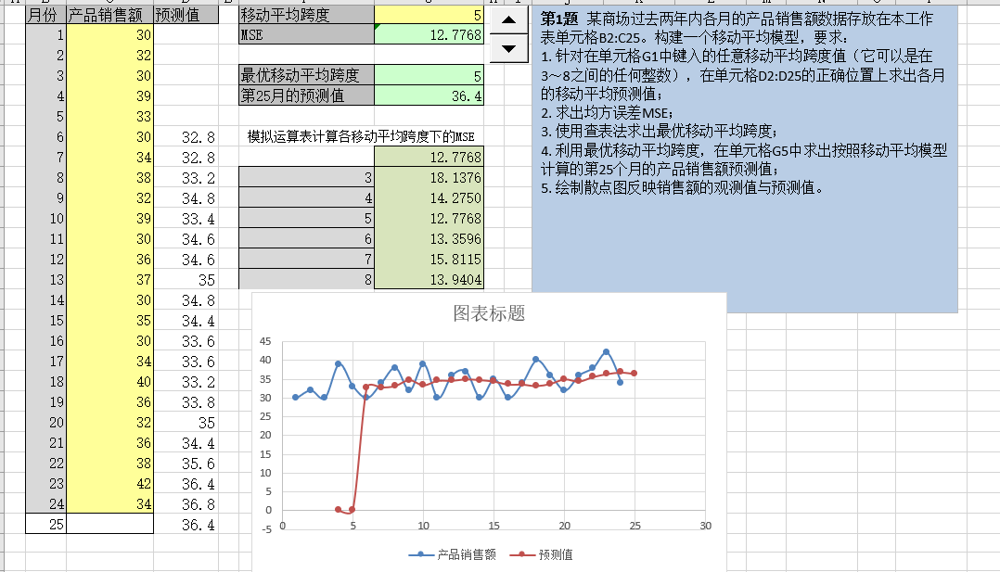 月份 产品销售额 预测值 移动平均跨度 5
1 30 MSE 12.7768
2 32
3 30 最优移动平均跨度 5
4 39 第25月的预测值 36.4
5 33
6 30 32.8 模拟运算表计算各移动平均跨度下的MSE
7 34 32.8 12.7768
8 38 33.2 3 18.1376
9 32 34.8 4 14.2750
10 39 33.4 5 12.7768
11 30 34.6 6 13.3596
12 36 34.6 7 15.8115
13 37 35 8 13.9404
14 30 34.8
15 35 34.4
16 30 33.6
17 34 33.6
18 40 33.2
19 36 33.8
20 32 35
21 36 34.4
22 38 35.6
23 42 36.4
24 34 36.8
25 36.4
第1题 某商场过去两年内各月的产品销售额数据存放在本工作
表单元格B2:C25。构建一个移动平均模型，要求：
1. 针对在单元格G1中键入的任意移动平均跨度值（它可以是在
3～8之间的任何整数），在单元格D2:D25的正确位置上求出各月
的移动平均预测值；
2. 求出均方误差MSE；
3. 使用查表法求出最优移动平均跨度；
4. 利用最优移动平均跨度，在单元格G5中求出按照移动平均模型
计算的第25个月的产品销售额预测值；
5. 绘制散点图反映销售额的观测值与预测值。
图表标题
45
40
35
30
25
20
15
10
5
0
-5
0 5 10 15 20 25 30
产品销售额 预测值